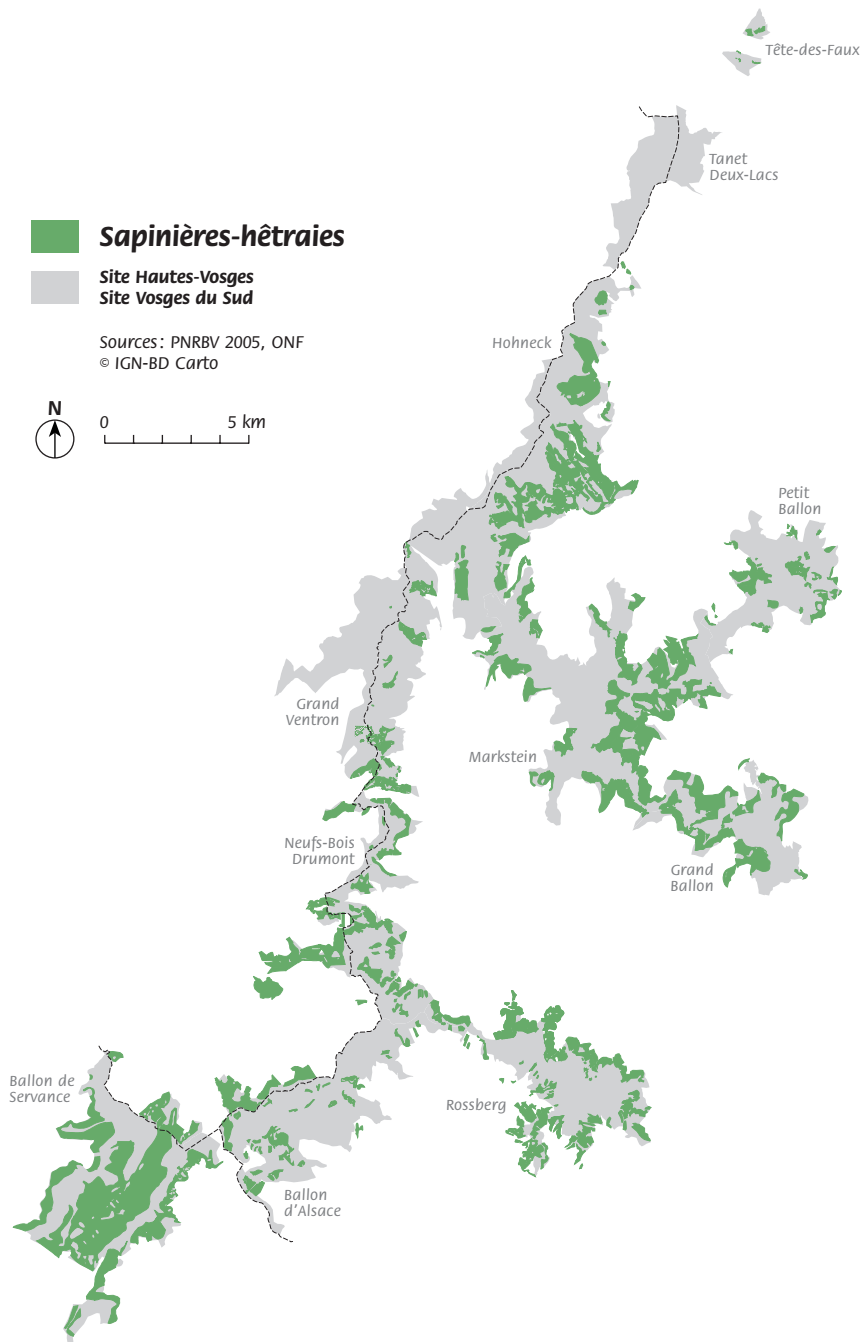 Tête-des-Faux
Tanet
Deux-Lacs
Sapinières-hêtraies
Site Hautes-Vosges
Site Vosges du Sud
Sources : PNRBV 2005, ONF
© IGN-BD Carto
Hohneck
N
0 5 km
Petit
Ballon
Grand
Ventron
Markstein
Neufs-Bois
Drumont
Grand
Ballon
Ballon de
Servance
Rossberg
Ballon
d'Alsace